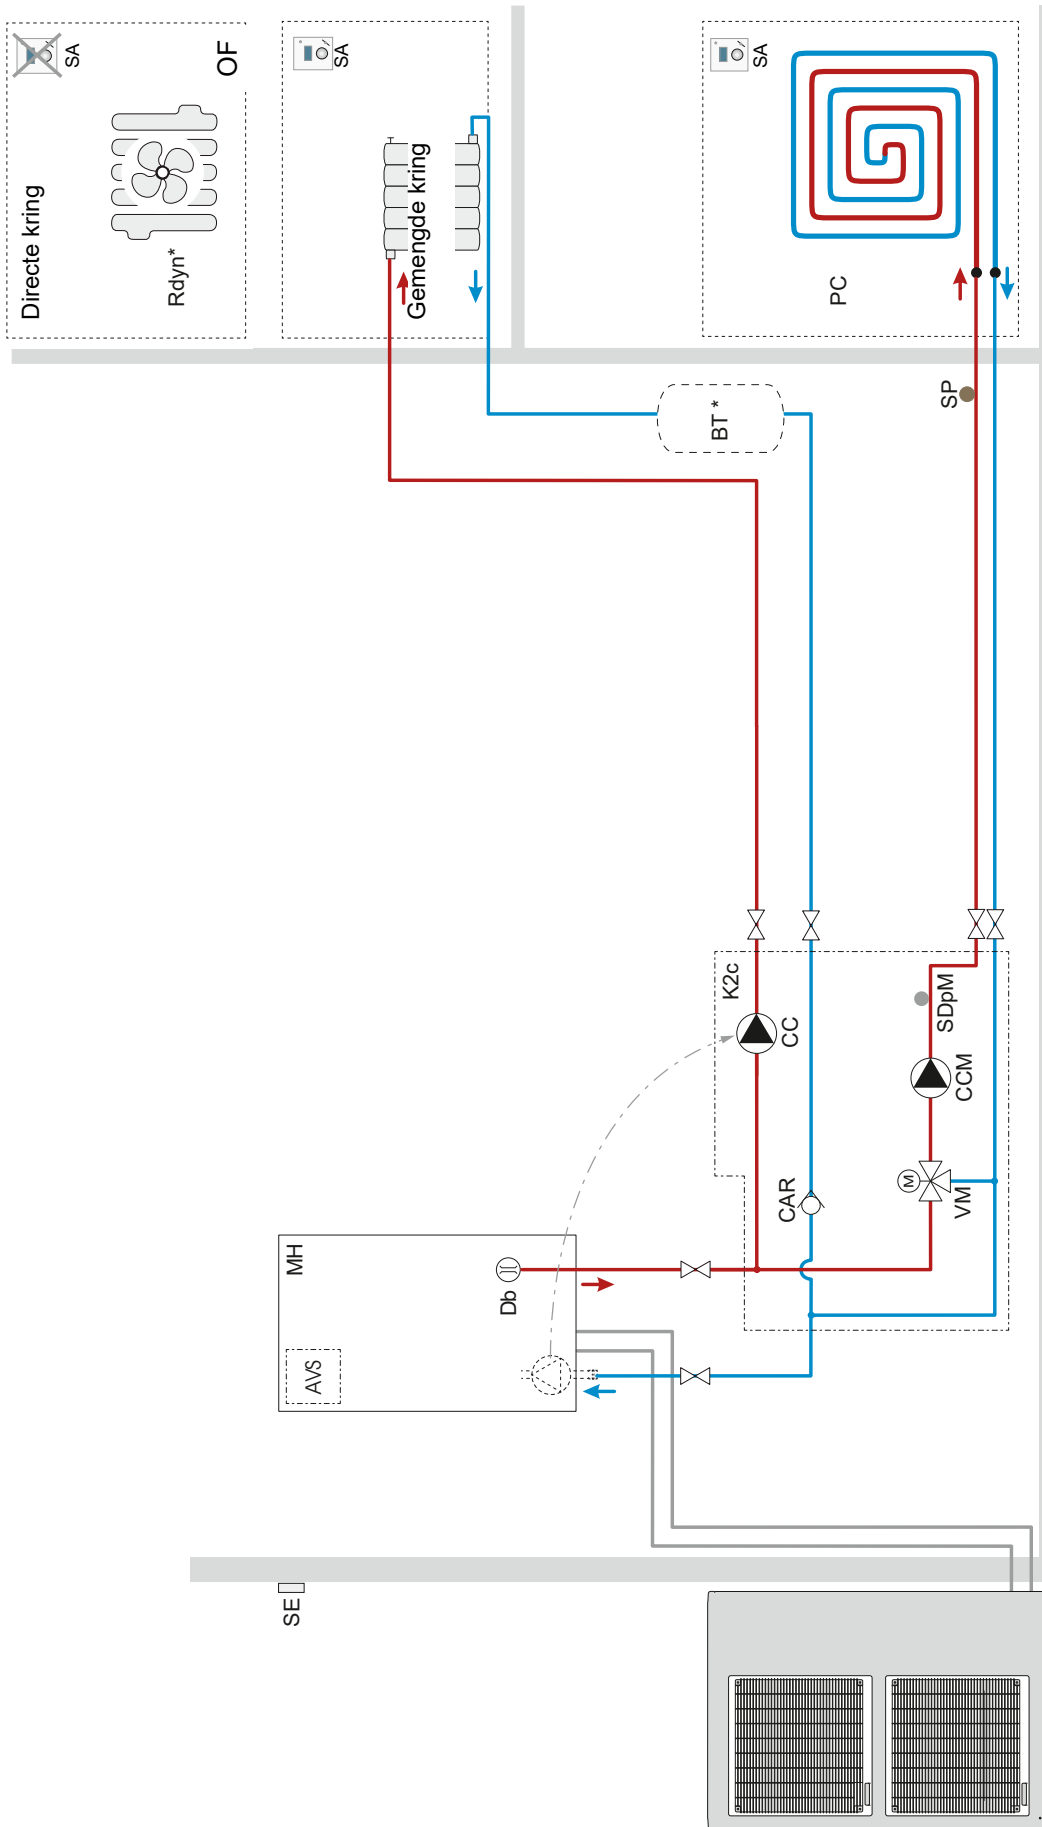 SA
OF
Directe kring
Rdyn*
SA
Gemengde kring
SA
PC
SP
BT *
K2c
CC
SDpM
CCM
CAR
M
VM
MH
Db
AVS
SE